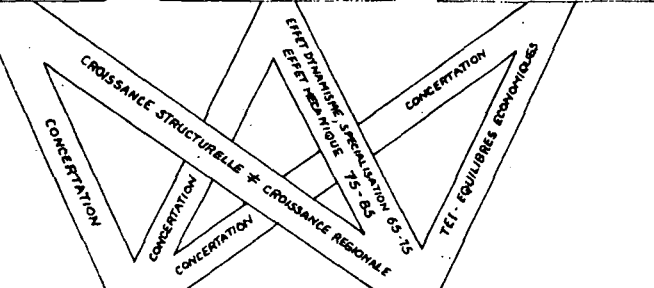 CROISSANCE STRUCTURELLE ≠ CROISSANCE REGIONALE
EFFET DYNAMISME, SPECIALISATION 65-75
EFFET MECANIQUE 75-85
CONCERTATION
TEI - EQUILIBRES ECONOMIQUES
CONCERTATION
CONCERTATION
CONCERTATION